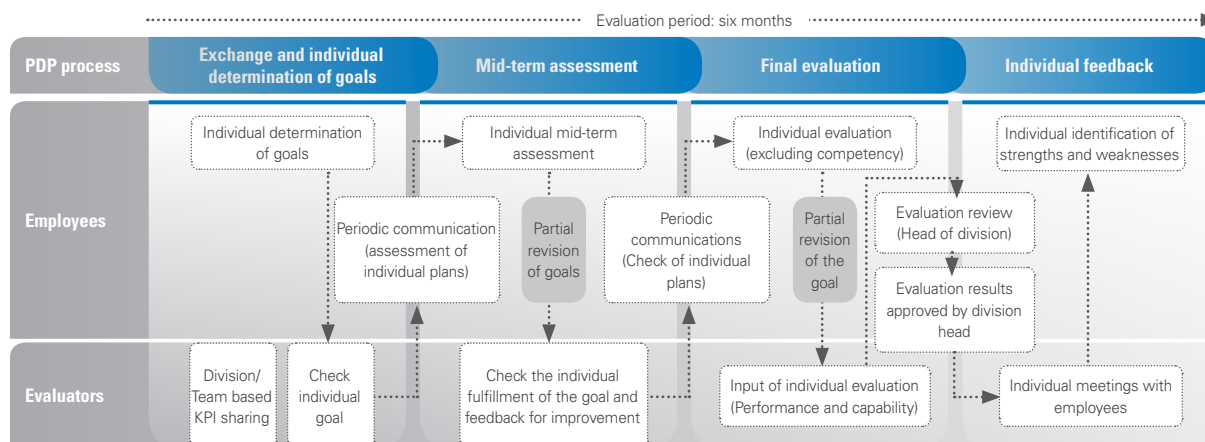 Evaluation period: six months
PDP process
Exchange and individual
determination of goals
Mid-term assessment
Final evaluation
Individual feedback
Employees
Individual determination
of goals
Periodic communication
(assessment of
individual plans)
Individual mid-term
assessment
Partial
revision
of goals
Periodic
communications
(Check of individual
plans)
Individual evaluation
(excluding competency)
Partial
revision
of the
goal
Evaluation review
(Head of division)
Evaluation results
approved by division
head
Individual identification of
strengths and weaknesses
Evaluators
Division/
Team based
KPI sharing
Check
individual
goal
Check the individual
fulfillment of the goal and
feedback for improvement
Input of individual evaluation
(Performance and capability)
Individual meetings with
employees